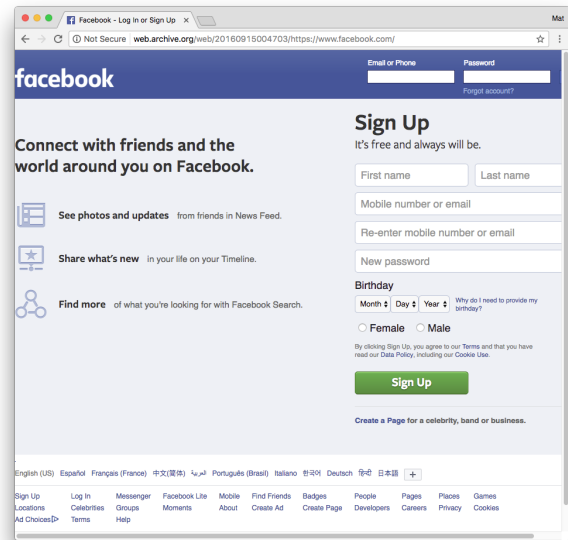 Facebook - Log In or Sign Up
Mat
Not Secure web.archive.org/web/20160915004703/https://www.facebook.com/
facebook
Email or Phone Password
Forgot account?
Connect with friends and the
world around you on Facebook.
See photos and updates from friends in News Feed.
Share what's new in your life on your Timeline.
Find more of what you're looking for with Facebook Search.
Sign Up
It's free and always will be.
First name Last name
Mobile number or email
Re-enter mobile number or email
New password
Birthday
Month Day Year Why do I need to provide my
birthday?
Female Male
By clicking Sign Up, you agree to our Terms and that you have
read our Data Policy, including our Cookie Use.
Sign Up
Create a Page for a celebrity, band or business.
English (US) Español Français (France) 中文(简体) العربية Português (Brasil) Italiano 한국어 Deutsch हिन्दी 日本語 +
Sign Up Log In Messenger Facebook Lite Mobile Find Friends Badges People Pages Places Games
Locations Celebrities Groups Moments About Create Ad Create Page Developers Careers Privacy Cookies
Ad Choices Terms Help